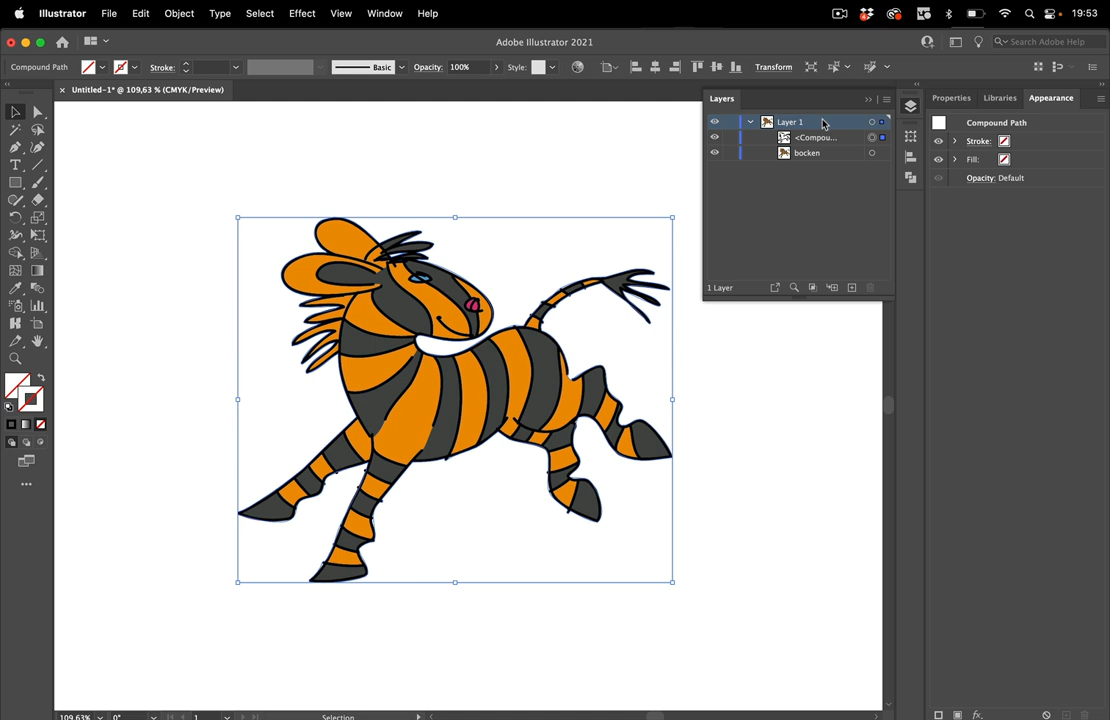 Illustrator File Edit Object Type Select Effect View Window Help 4 19:53
Adobe Illustrator 2021 Search Adobe Help
Compound Path Stroke: Basic Opacity: 100% Style: Transform
Untitled-1* @ 109,63 % (CMYK/Preview)
Layers
Layer 1
<Compou...
bocken
1 Layer
Properties Libraries Appearance
Compound Path
Stroke:
Fill:
Opacity: Default
fx
109,63% 0° 1 Selection